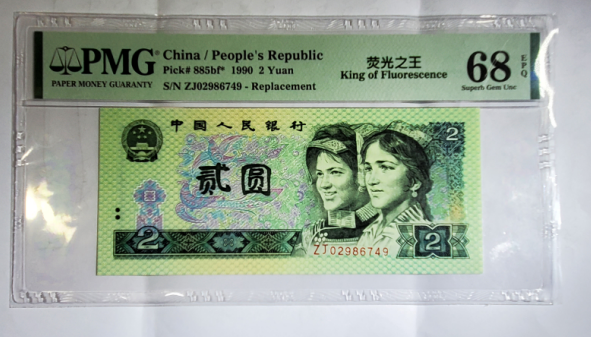 PMG
PAPER MONEY GUARANTY
China / People's Republic
Pick# 885bf* 1990 2 Yuan
S/N ZJ02986749 - Replacement
荧光之王
King of Fluorescence
68
EPQ
Superb Gem Unc
中国人民银行
2
贰圆
2
2
ZJ02986749